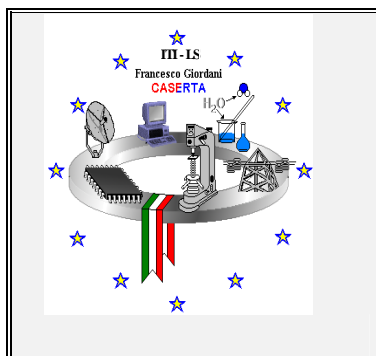 ITI - LS
Francesco Giordani
CASERTA
H₂O